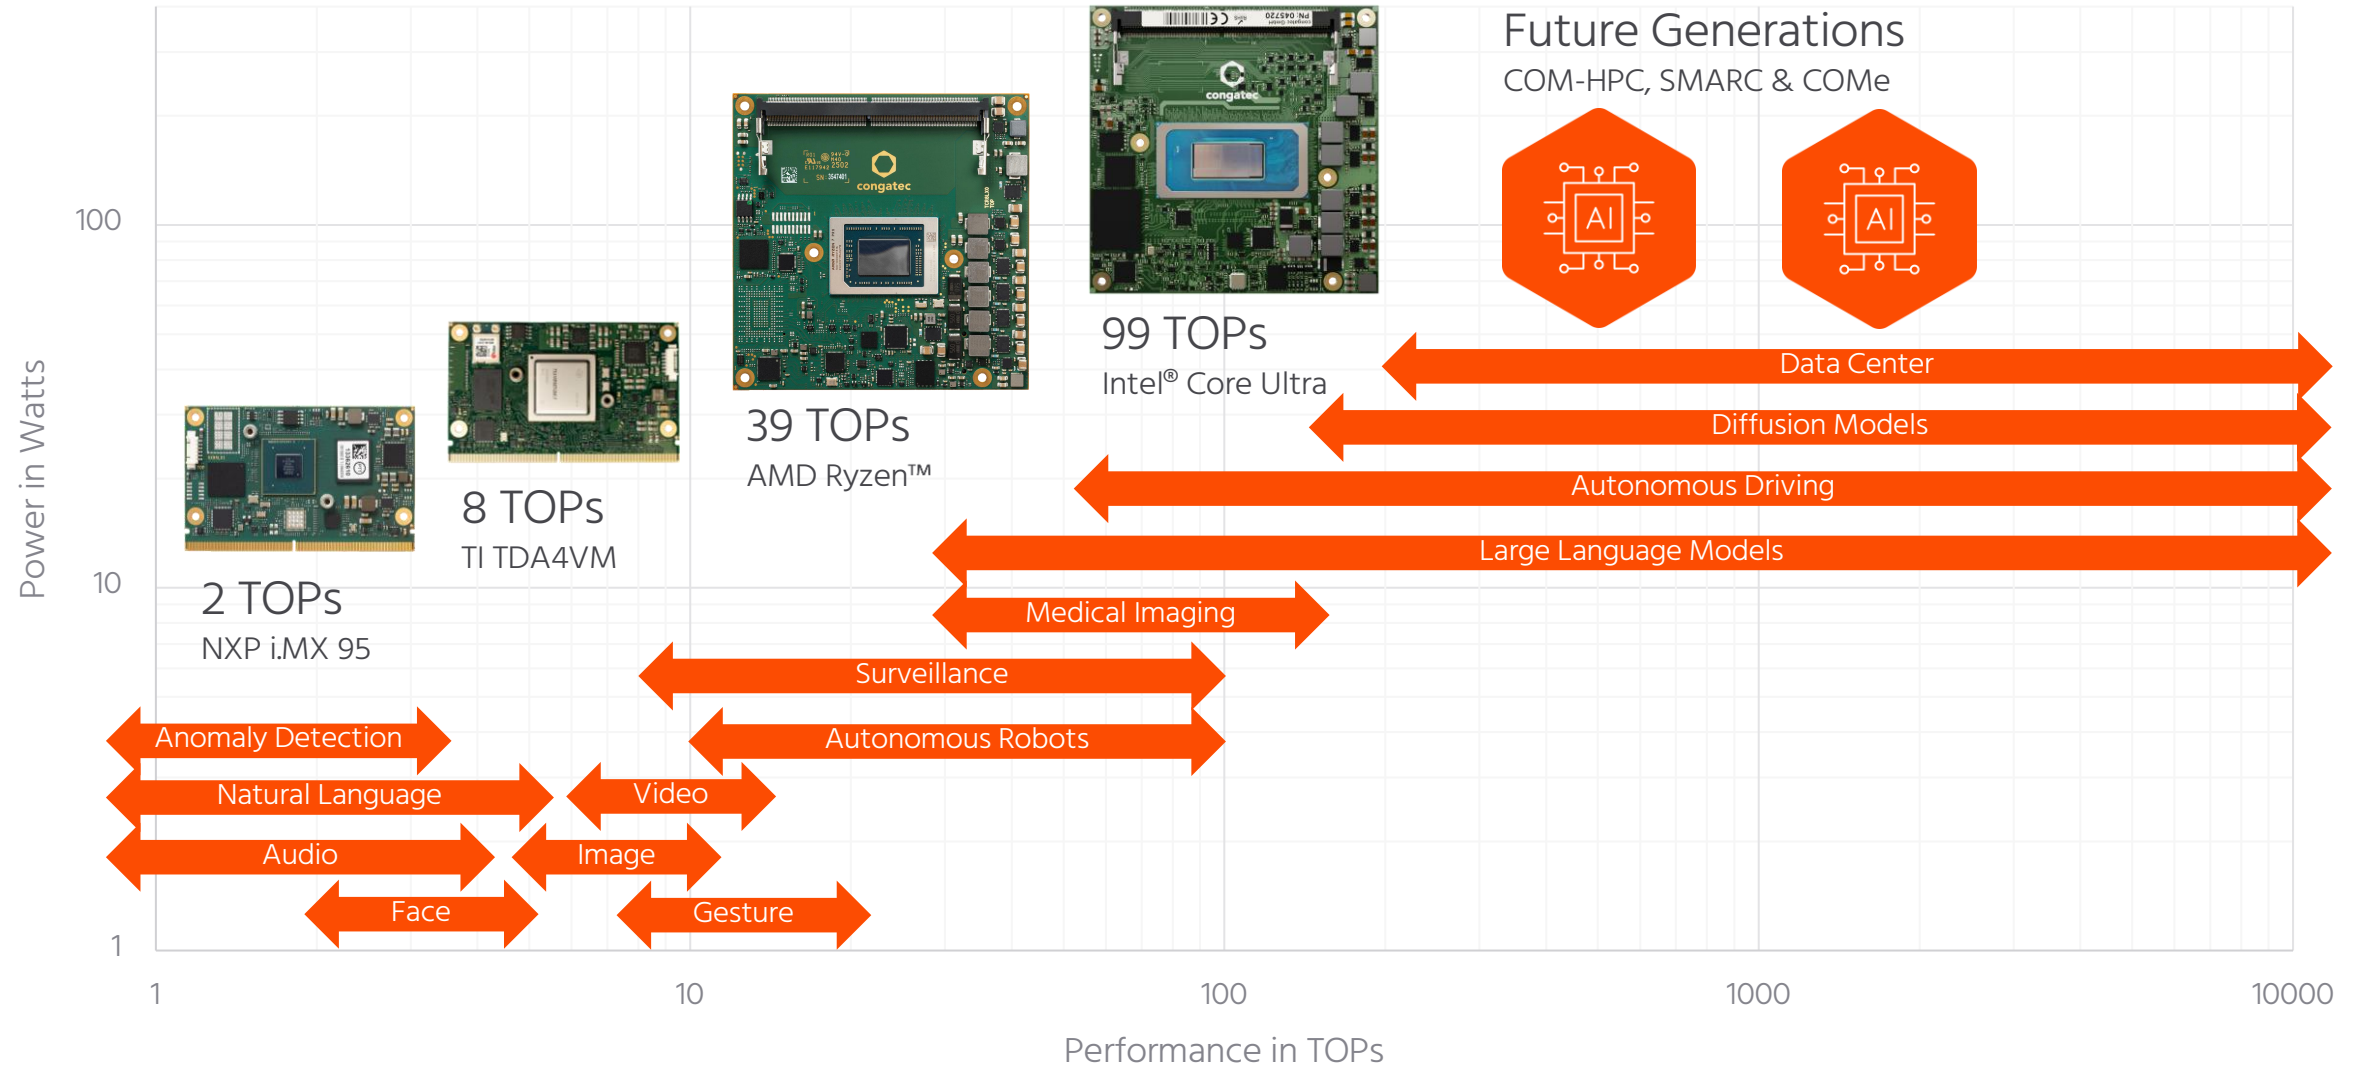 Future Generations
COM-HPC, SMARC & COMe
AI
AI
congatec
congatec
PN: 045720
Power in Watts
100
10
1
99 TOPs
Intel® Core Ultra
39 TOPs
AMD Ryzen™
8 TOPs
TI TDA4VM
2 TOPs
NXP i.MX 95
Data Center
Diffusion Models
Autonomous Driving
Large Language Models
Medical Imaging
Surveillance
Anomaly Detection
Autonomous Robots
Natural Language
Video
Audio
Image
Face
Gesture
1
10
100
1000
10000
Performance in TOPs